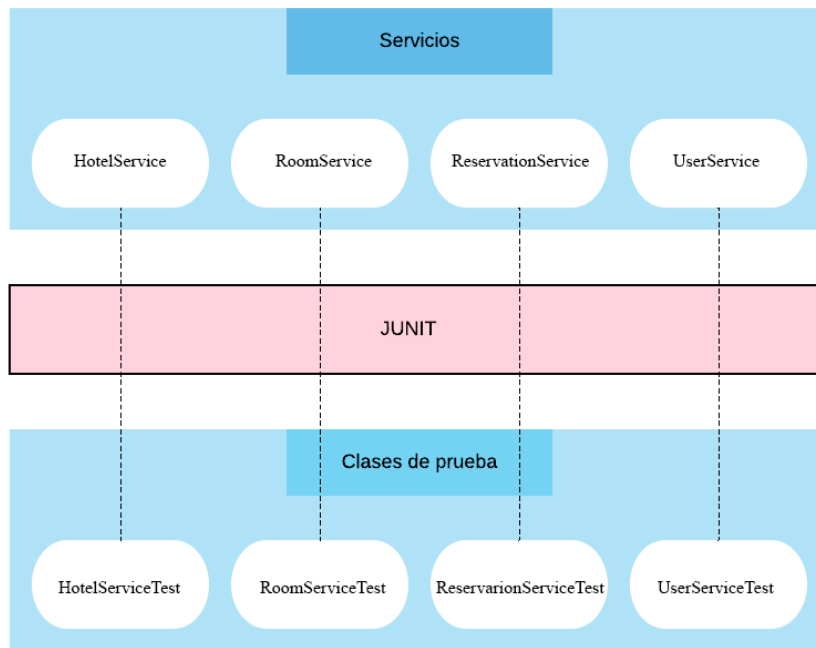 Servicios
HotelService
RoomService
ReservationService
UserService
JUNIT
Clases de prueba
HotelServiceTest
RoomServiceTest
ReservarionServiceTest
UserServiceTest